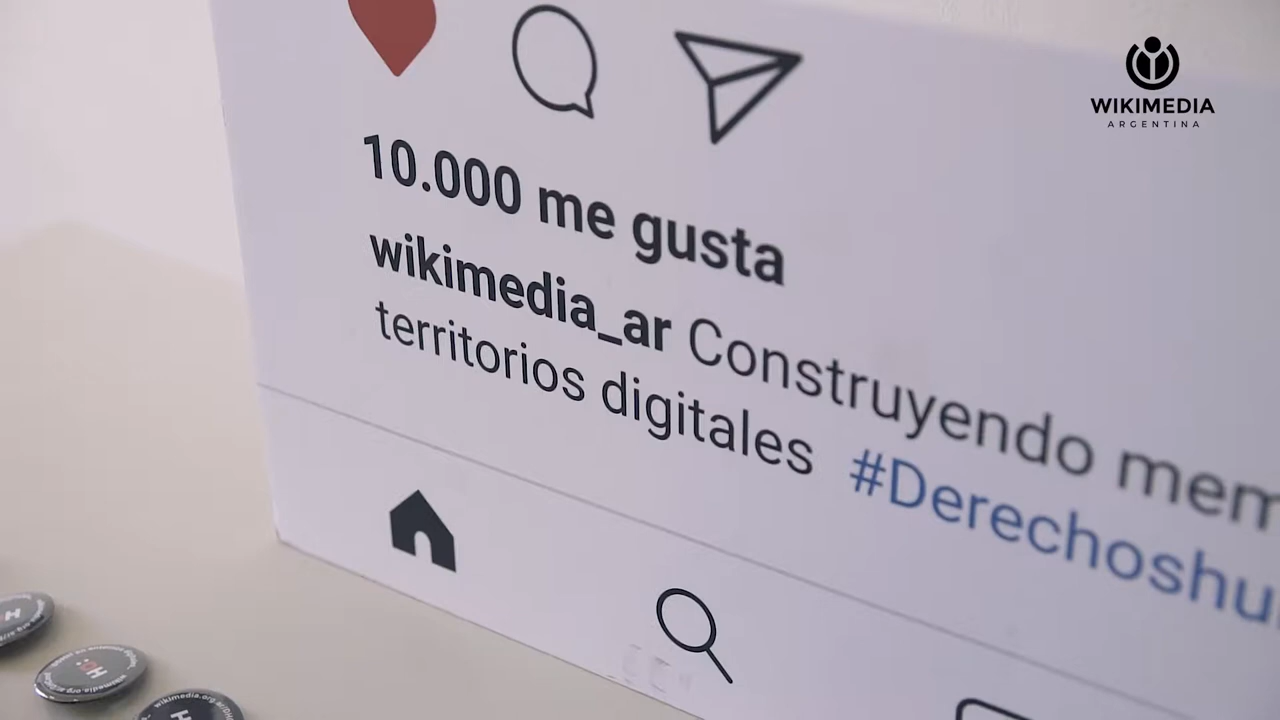 WIKIMEDIA
ARGENTINA
10.000 me gusta
wikimedia_ar Construyendo mem
territorios digitales #Derechoshu